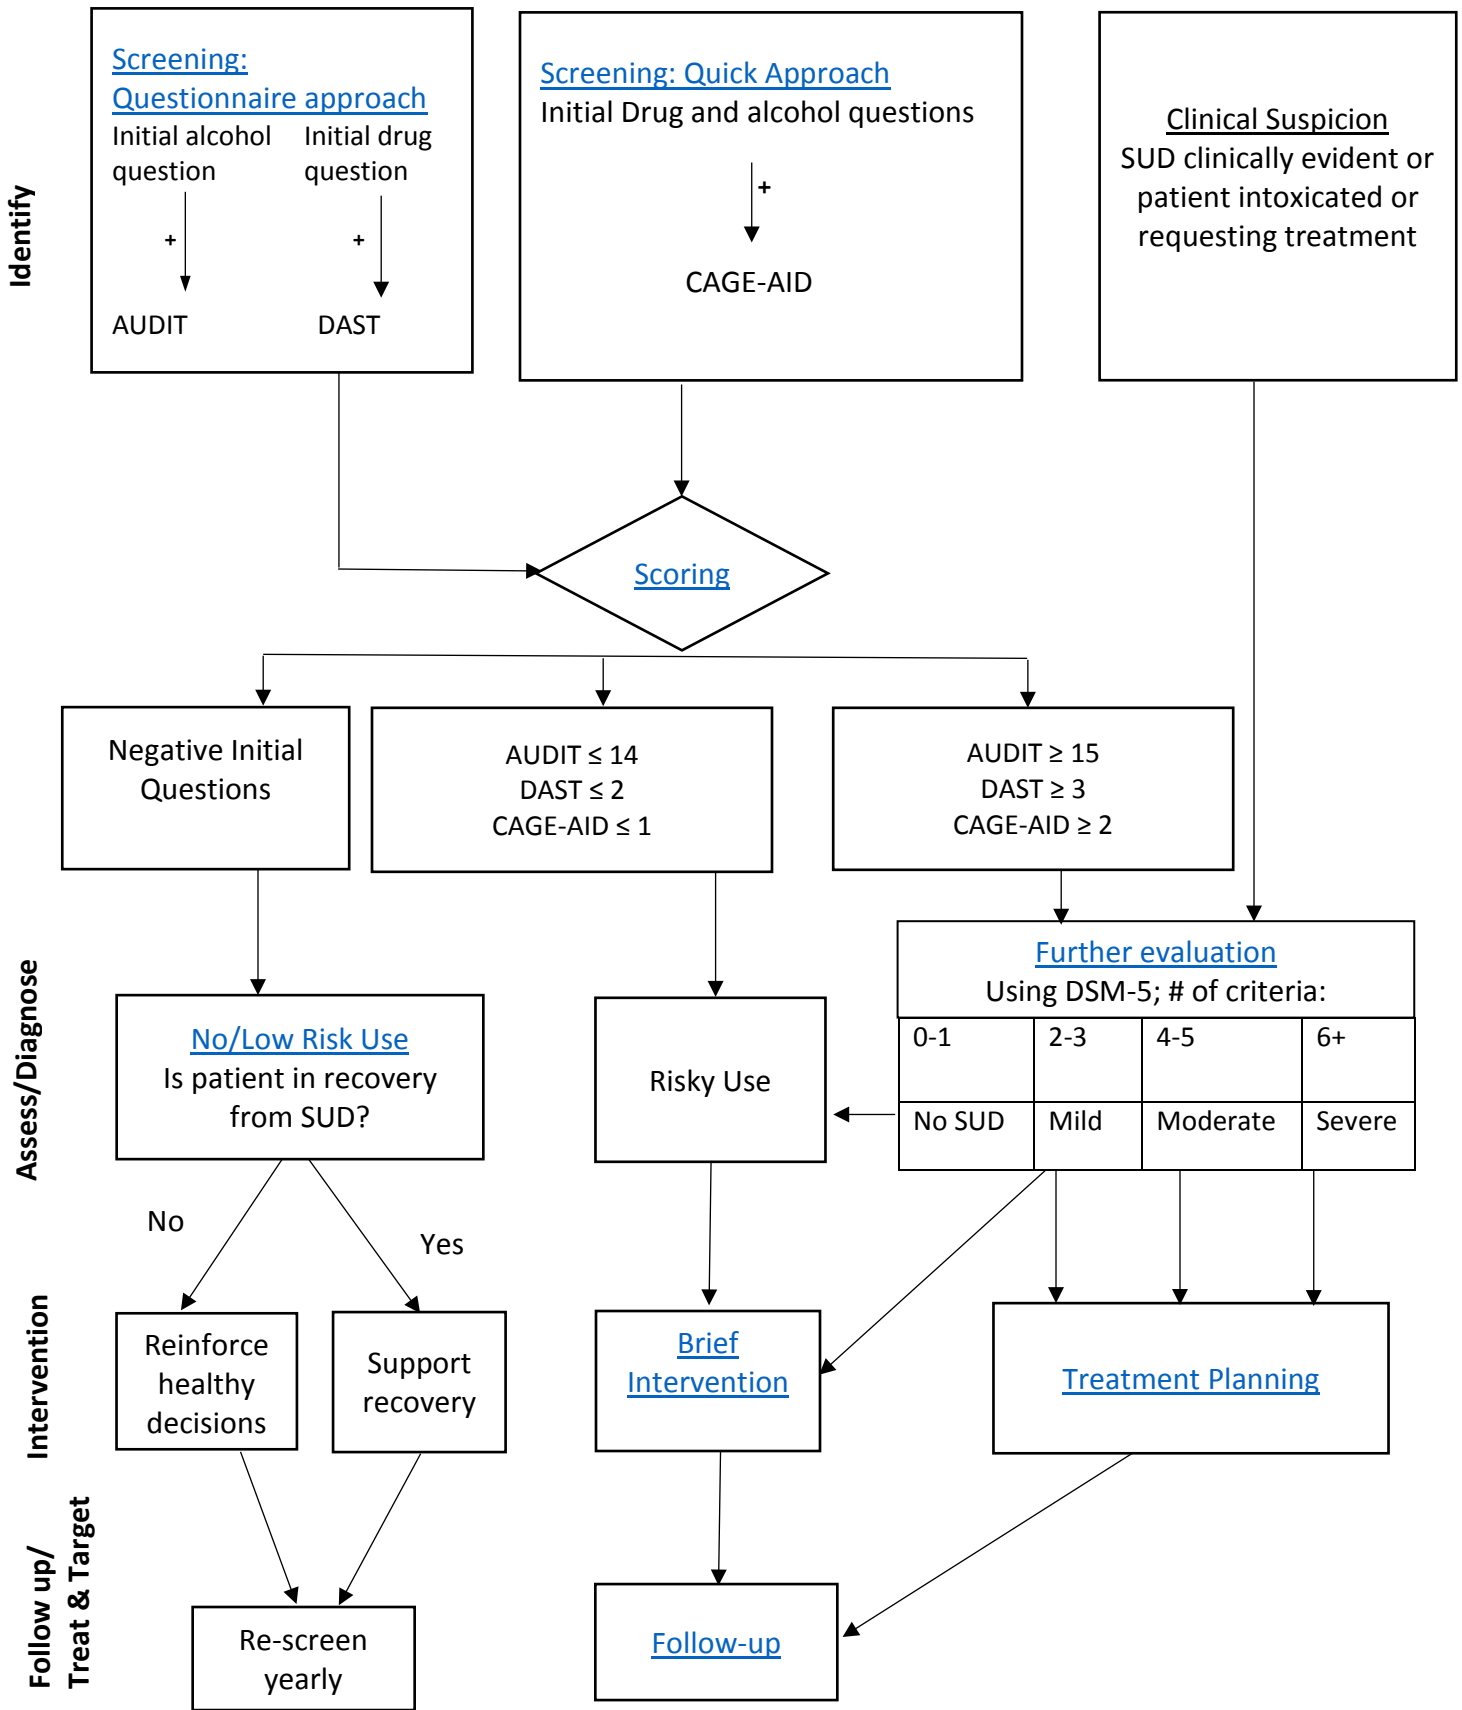 Identify
Screening:
Questionnaire approach
Initial alcohol
question
Initial drug
question
+
+
AUDIT
DAST
Screening: Quick Approach
Initial Drug and alcohol questions
+
CAGE-AID
Clinical Suspicion
SUD clinically evident or
patient intoxicated or
requesting treatment
Scoring
Negative Initial
Questions
AUDIT ≤ 14
DAST ≤ 2
CAGE-AID ≤ 1
AUDIT ≥ 15
DAST ≥ 3
CAGE-AID ≥ 2
Assess/Diagnose
No/Low Risk Use
Is patient in recovery
from SUD?
Risky Use
Further evaluation
Using DSM-5; # of criteria:
0-1 2-3 4-5 6+
No SUD Mild Moderate Severe
No
Yes
Intervention
Reinforce
healthy
decisions
Support
recovery
Brief
Intervention
Treatment Planning
Follow up/
Treat & Target
Re-screen
yearly
Follow-up